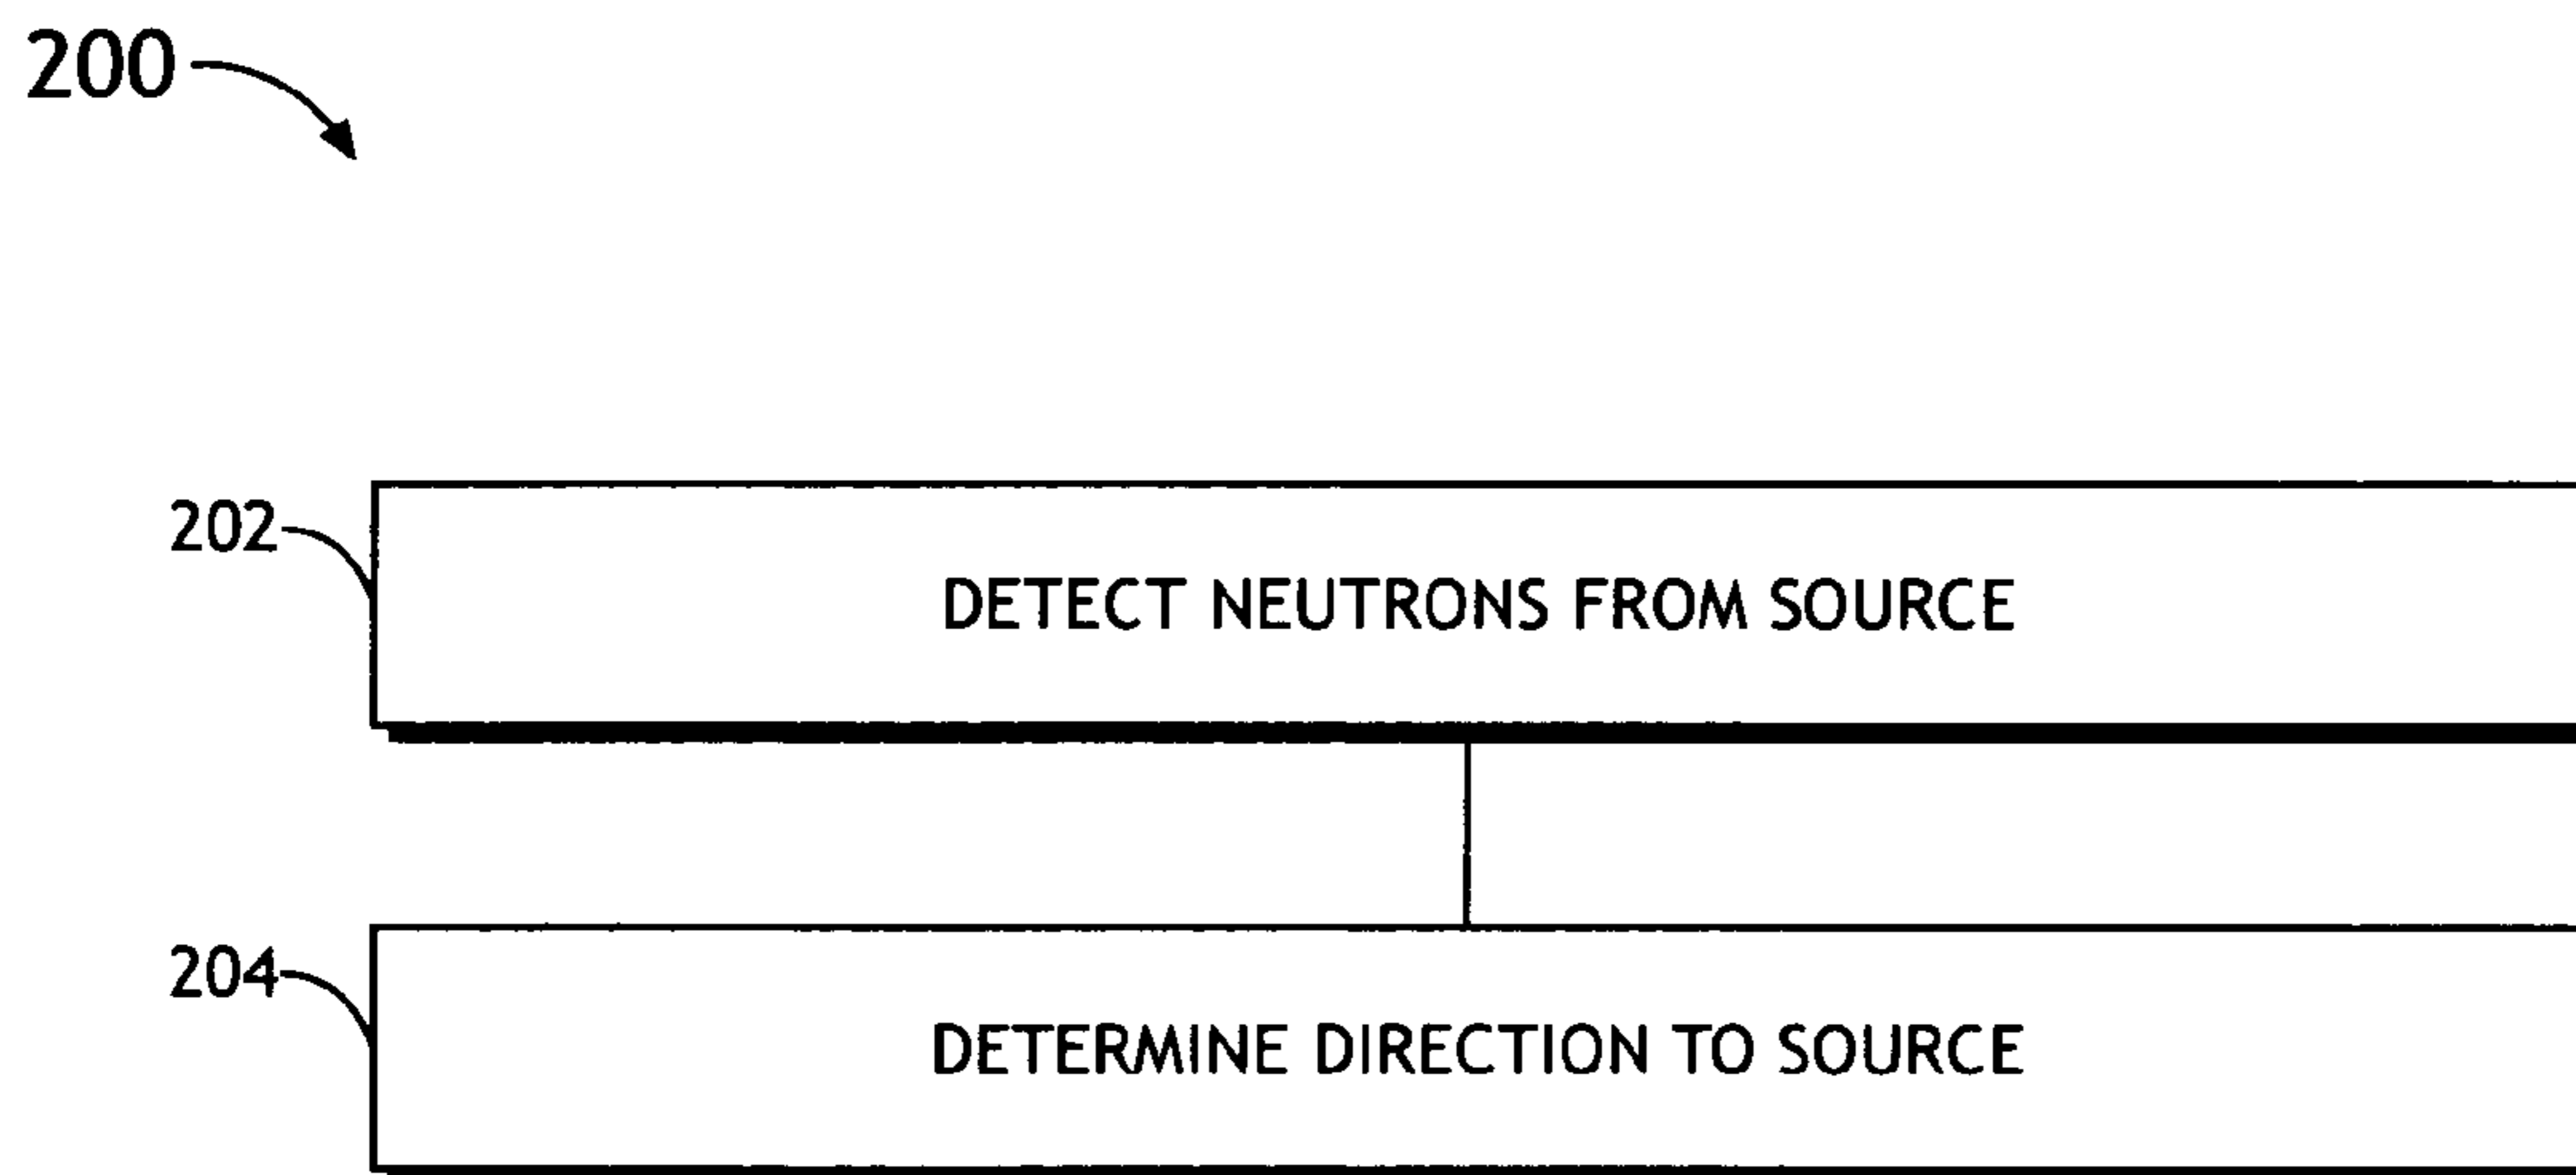 200
202
DETECT NEUTRONS FROM SOURCE
204
DETERMINE DIRECTION TO SOURCE